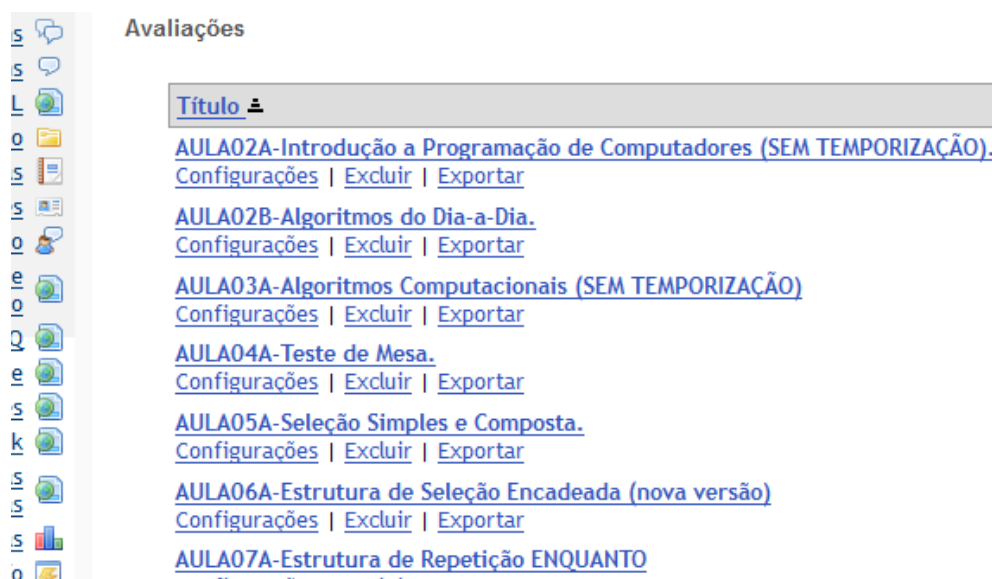 Avaliações
Título
AULA02A-Introdução a Programação de Computadores (SEM TEMPORIZAÇÃO).
Configurações | Excluir | Exportar
AULA02B-Algoritmos do Dia-a-Dia.
Configurações | Excluir | Exportar
AULA03A-Algoritmos Computacionais (SEM TEMPORIZAÇÃO)
Configurações | Excluir | Exportar
AULA04A-Teste de Mesa.
Configurações | Excluir | Exportar
AULA05A-Seleção Simples e Composta.
Configurações | Excluir | Exportar
AULA06A-Estrutura de Seleção Encadeada (nova versão)
Configurações | Excluir | Exportar
AULA07A-Estrutura de Repetição ENQUANTO